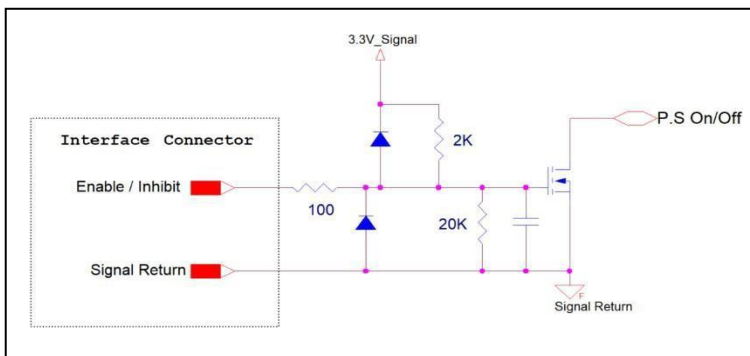 3.3V_Signal
P.S On/Off
Interface Connector
2K
Enable / Inhibit
100
20K
Signal Return
F
Signal Return